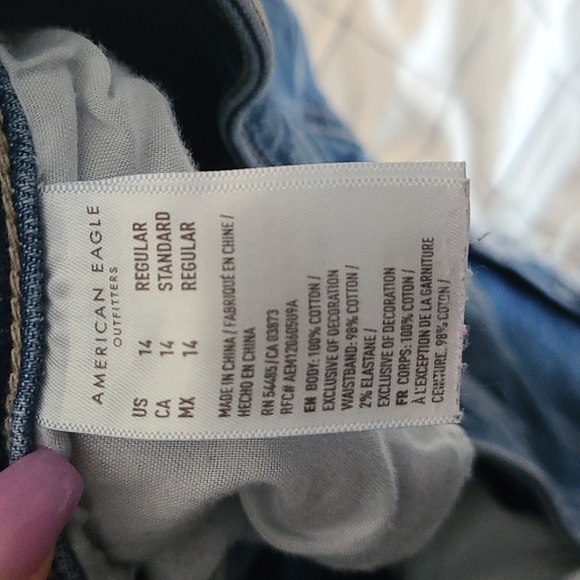 AMERICAN EAGLE
OUTFITTERS
US 14 REGULAR
CA 14 STANDARD
MX 14 REGULAR
MADE IN CHINA / FABRIQUÉ EN CHINE /
HECHO EN CHINA
RN 54485 / CA 03073
RFC# AEM120605U9A
EN BODY: 100% COTTON /
EXCLUSIVE OF DECORATION
WAISTBAND: 98% COTTON /
2% ELASTANE /
EXCLUSIVE OF DECORATION
FR CORPS: 100% COTON /
À L'EXCEPTION DE LA GARNITURE
CEINTURE: 98% COTON /